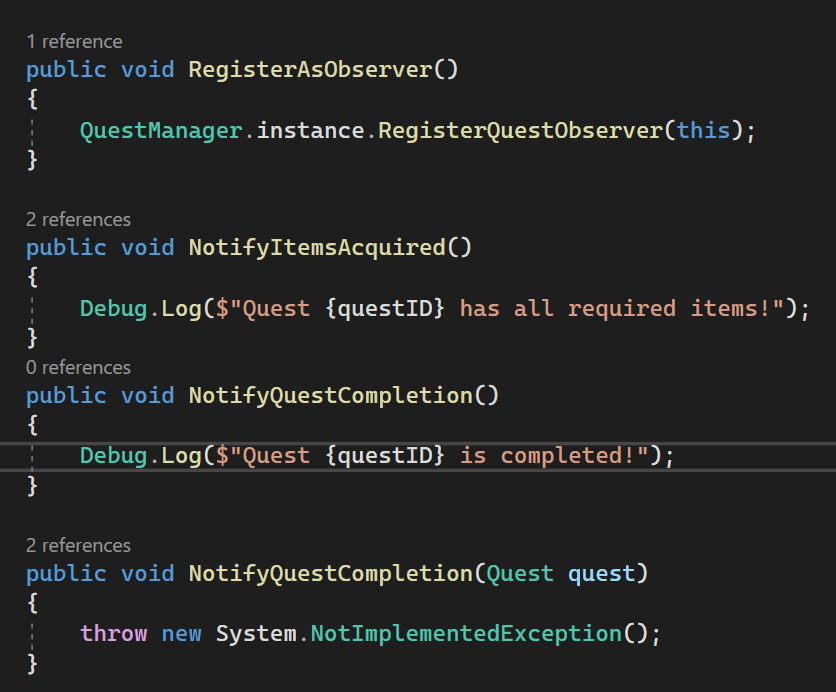 1 reference
public void RegisterAsObserver()
{
QuestManager.instance.RegisterQuestObserver(this);
}
2 references
public void NotifyItemsAcquired()
{
Debug.Log($"Quest {questID} has all required items!");
}
0 references
public void NotifyQuestCompletion()
{
Debug.Log($"Quest {questID} is completed!");
}
2 references
public void NotifyQuestCompletion(Quest quest)
{
throw new System.NotImplementedException();
}